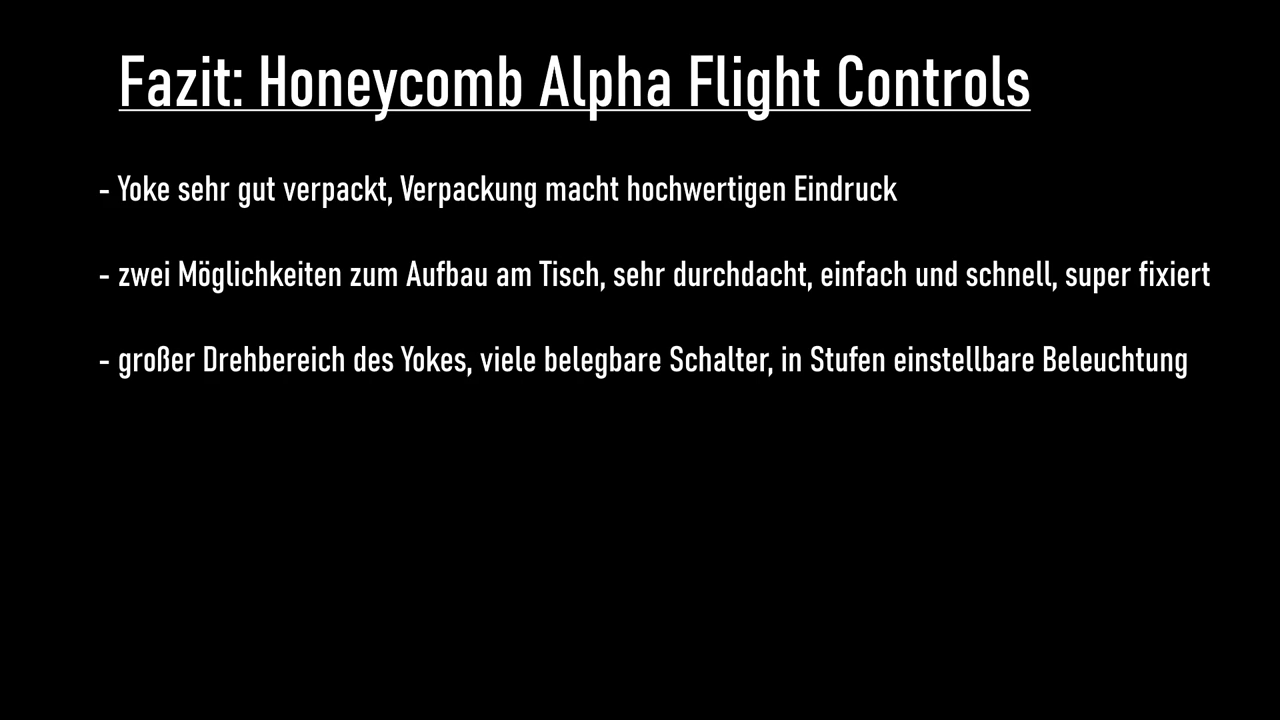 Fazit: Honeycomb Alpha Flight Controls
- Yoke sehr gut verpackt, Verpackung macht hochwertigen Eindruck
- zwei Möglichkeiten zum Aufbau am Tisch, sehr durchdacht, einfach und schnell, super fixiert
- großer Drehbereich des Yokes, viele belegbare Schalter, in Stufen einstellbare Beleuchtung